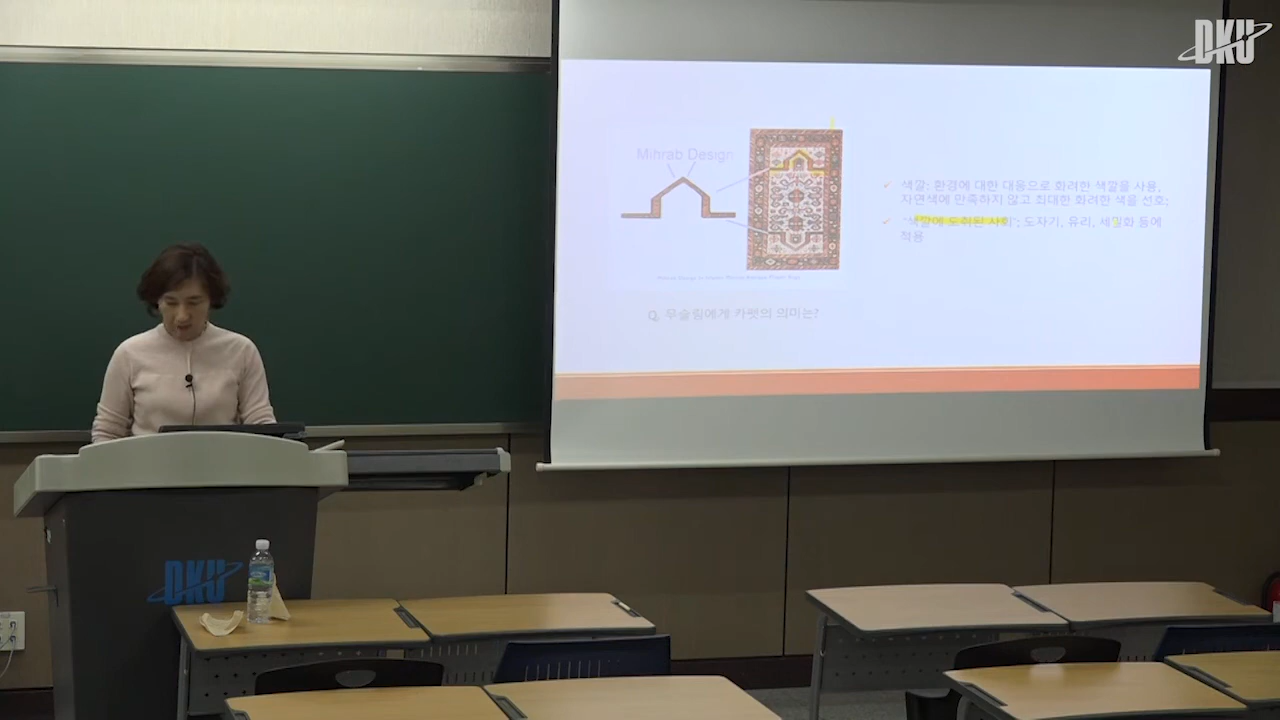 DKU
Mihrab Design
색깔: 환경에 대한 대응으로 화려한 색깔을 사용,
자연색에 만족하지 않고 최대한 화려한 색을 선호;
"색깔에 도취된 사회"; 도자기, 유리, 세밀화 등에
적용
Q. 무슬림에게 카펫의 의미는?
DKU